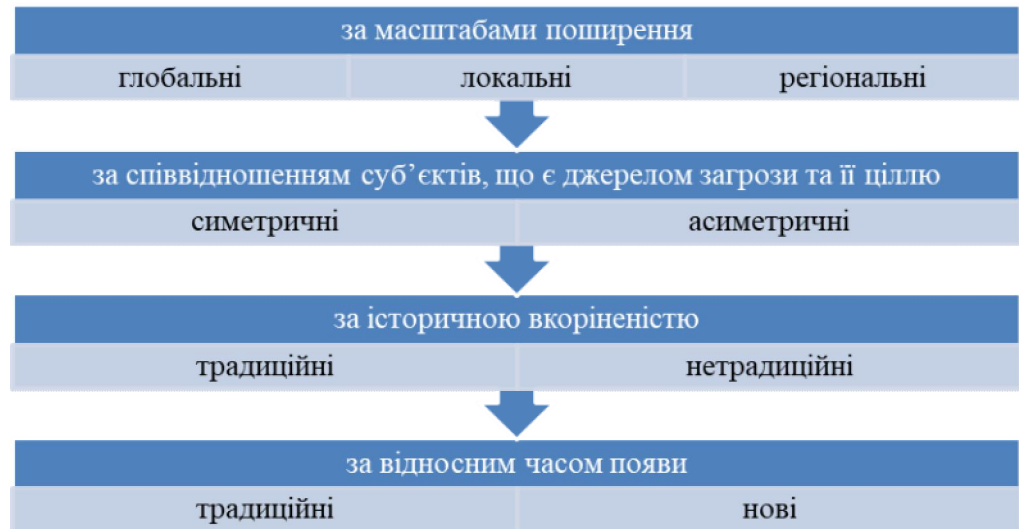 за масштабами поширення
глобальні локальні регіональні
за співвідношенням суб’єктів, що є джерелом загрози та її ціллю
симетричні асиметричні
за історичною вкоріненістю
традиційні нетрадиційні
за відносним часом появи
традиційні нові